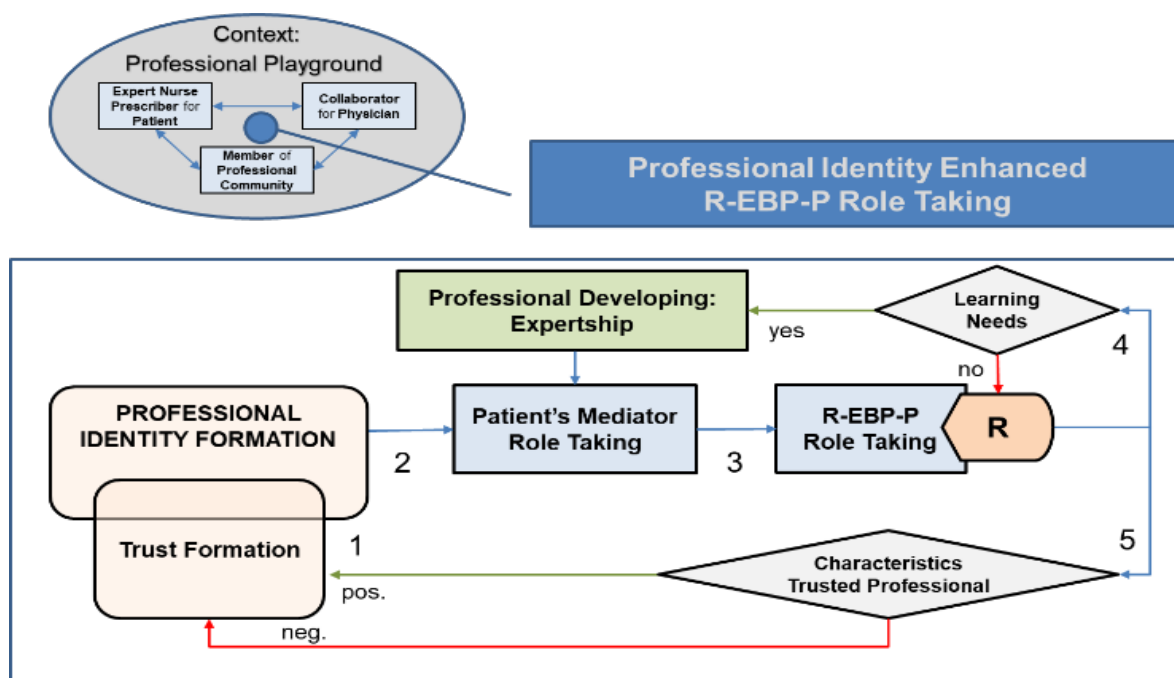 Context:
Professional Playground
Expert Nurse
Prescriber for
Patient
Collaborator
for Physician
Member of
Professional
Community
Professional Identity Enhanced
R-EBP-P Role Taking
Professional Developing:
Expertship
Learning
Needs
yes
4
no
PROFESSIONAL
IDENTITY FORMATION
2
Patient's Mediator
Role Taking
3
R-EBP-P
Role Taking
R
Trust Formation
1
pos.
neg.
Characteristics
Trusted Professional
5